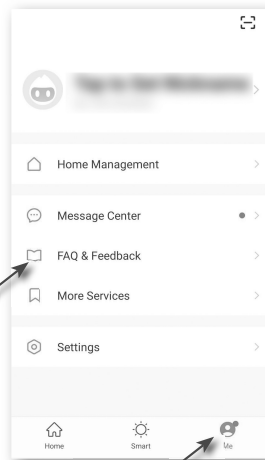 Home Management
Message Center
FAQ & Feedback
More Services
Settings
Home
Smart
Me